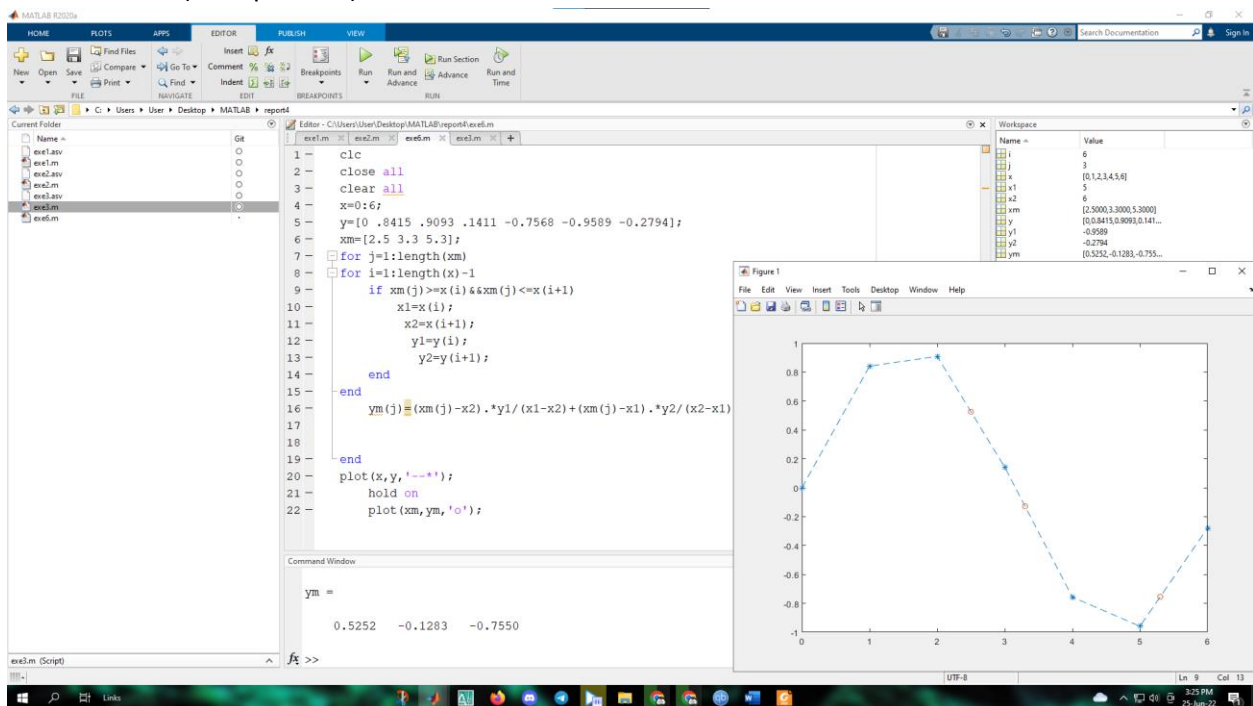 MATLAB R2020a
HOME PLOTS APPS EDITOR PUBLISH VIEW Search Documentation Sign In
New Open Save Find Files Compare Print Go To Find Insert fx Comment % Indent Breakpoints Run Run and Advance Run Section Advance Run and Time
FILE NAVIGATE EDIT BREAKPOINTS RUN
C: Users User Desktop MATLAB report4
Current Folder
Name Git
exe1.asv
exe1.m
exe2.asv
exe2.m
exe3.asv
exe3.m
exe6.m
exe3.m (Script)
Editor - C:\Users\User\Desktop\MATLAB\report4\exe6.m
exe1.m exe2.m exe6.m exe3.m +
1 - clc
2 - close all
3 - clear all
4 - x=0:6;
5 - y=[0 .8415 .9093 .1411 -0.7568 -0.9589 -0.2794];
6 - xm=[2.5 3.3 5.3];
7 - for j=1:length(xm)
8 - for i=1:length(x)-1
9 - if xm(j)>=x(i)&&xm(j)<=x(i+1)
10 - x1=x(i);
11 - x2=x(i+1);
12 - y1=y(i);
13 - y2=y(i+1);
14 - end
15 - end
16 - ym(j)=(xm(j)-x2).*y1/(x1-x2)+(xm(j)-x1).*y2/(x2-x1)
17
18
19 - end
20 - plot(x,y,'--*');
21 - hold on
22 - plot(xm,ym,'o');
Command Window
ym =
0.5252 -0.1283 -0.7550
fx >>
Workspace
Name Value
i 6
j 3
x [0,1,2,3,4,5,6]
x1 5
x2 6
xm [2.5000,3.3000,5.3000]
y [0,0.8415,0.9093,0.141...
y1 -0.9589
y2 -0.2794
ym [0.5252,-0.1283,-0.755...
Figure 1
File Edit View Insert Tools Desktop Window Help
1
0.8
0.6
0.4
0.2
0
-0.2
-0.4
-0.6
-0.8
-1
0 1 2 3 4 5 6
UTF-8 Ln 9 Col 13
Links
3:25 PM
25-Jun-22